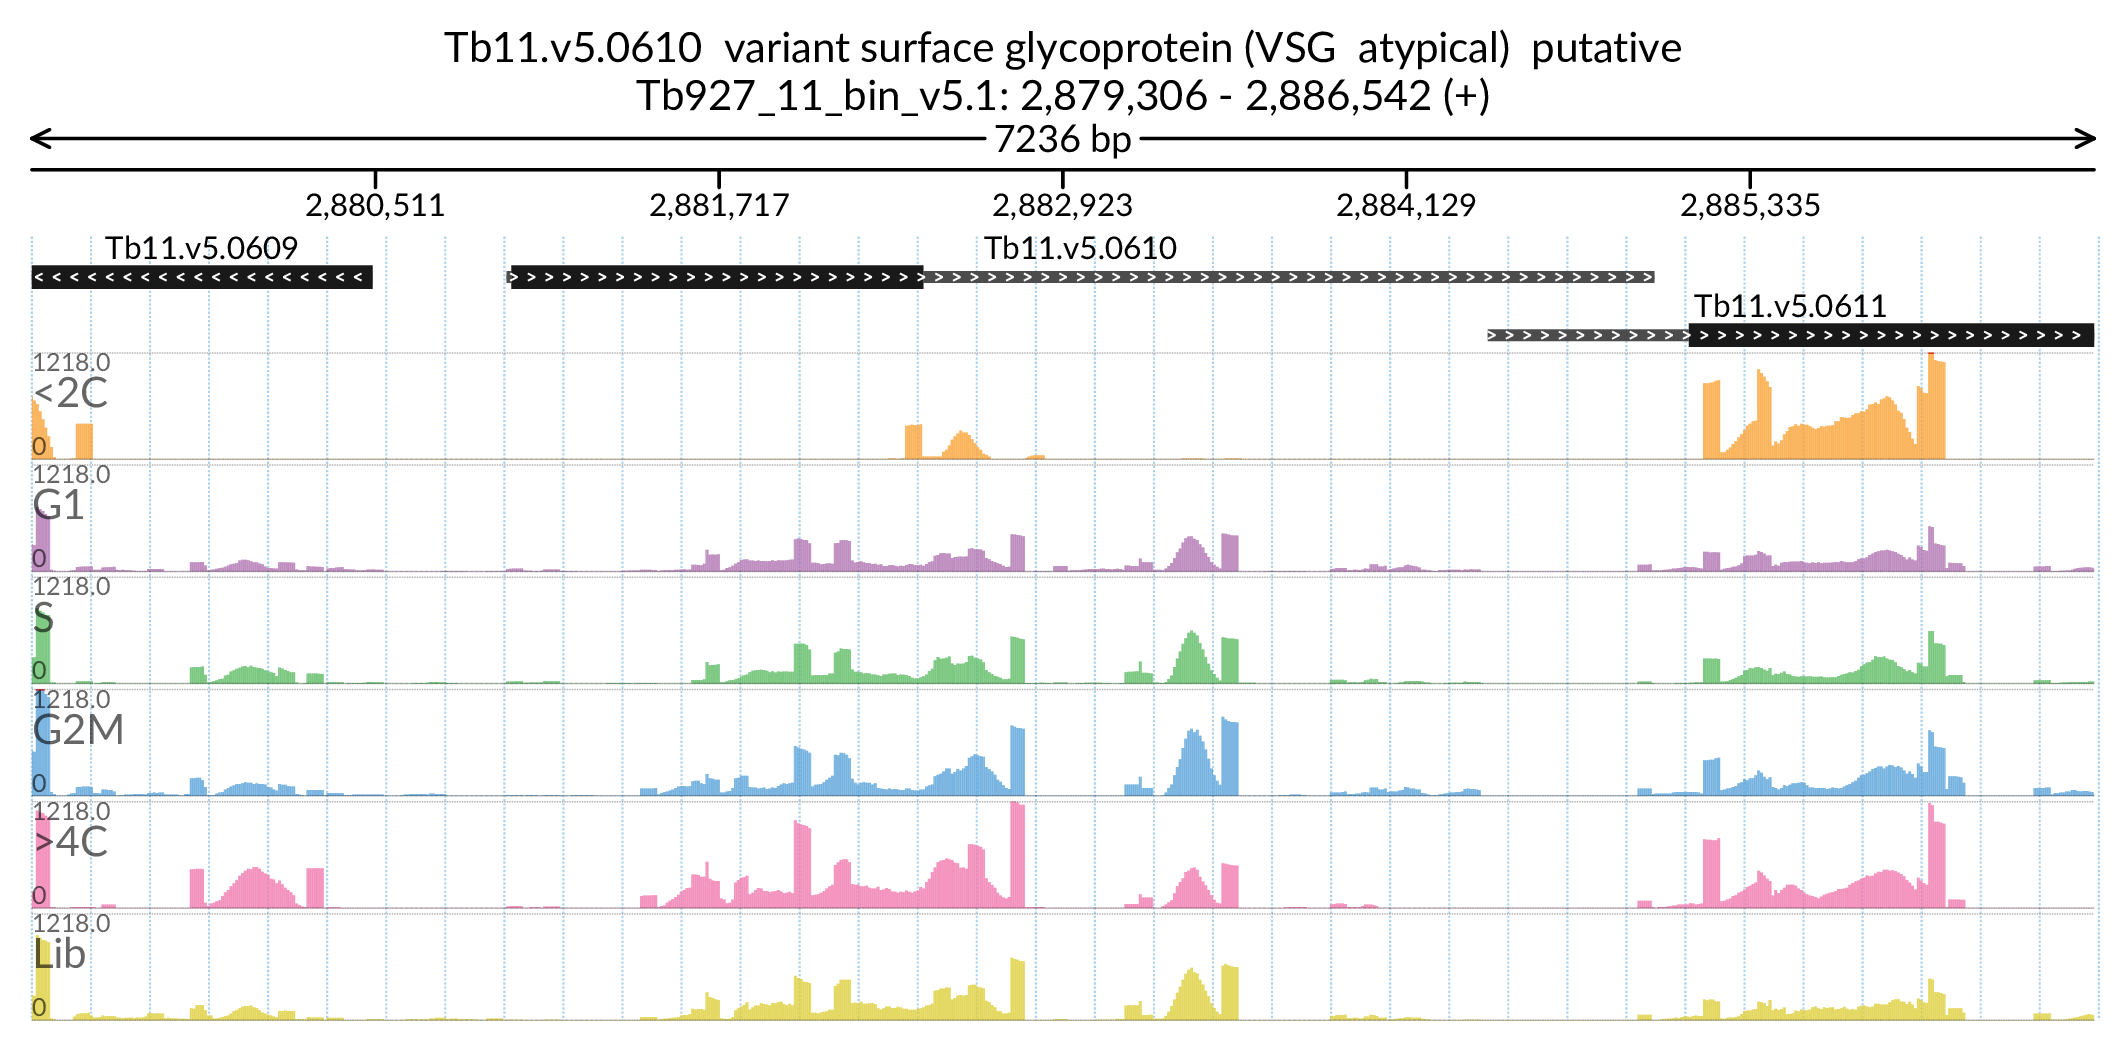 Tb11.v5.0610  variant surface glycoprotein (VSG  atypical)  putative
Tb927_11_bin_v5.1: 2,879,306 - 2,886,542 (+)
7236 bp
2,880,511 2,881,717 2,882,923 2,884,129 2,885,335
Tb11.v5.0609 Tb11.v5.0610
Tb11.v5.0611
1218.0
<2C
0
1218.0
G1
0
1218.0
S
0
1218.0
G2M
0
1218.0
>4C
0
1218.0
Lib
0